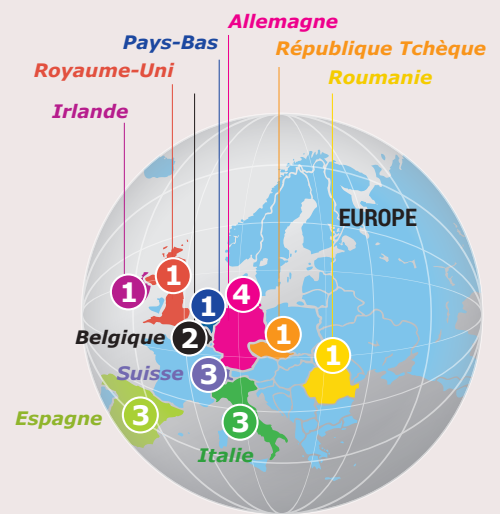 Allemagne
Pays-Bas
République Tchèque
Royaume-Uni
Roumanie
Irlande
EUROPE
1
1
1
4
Belgique 2
1
1
Suisse 3
Espagne 3
3
Italie